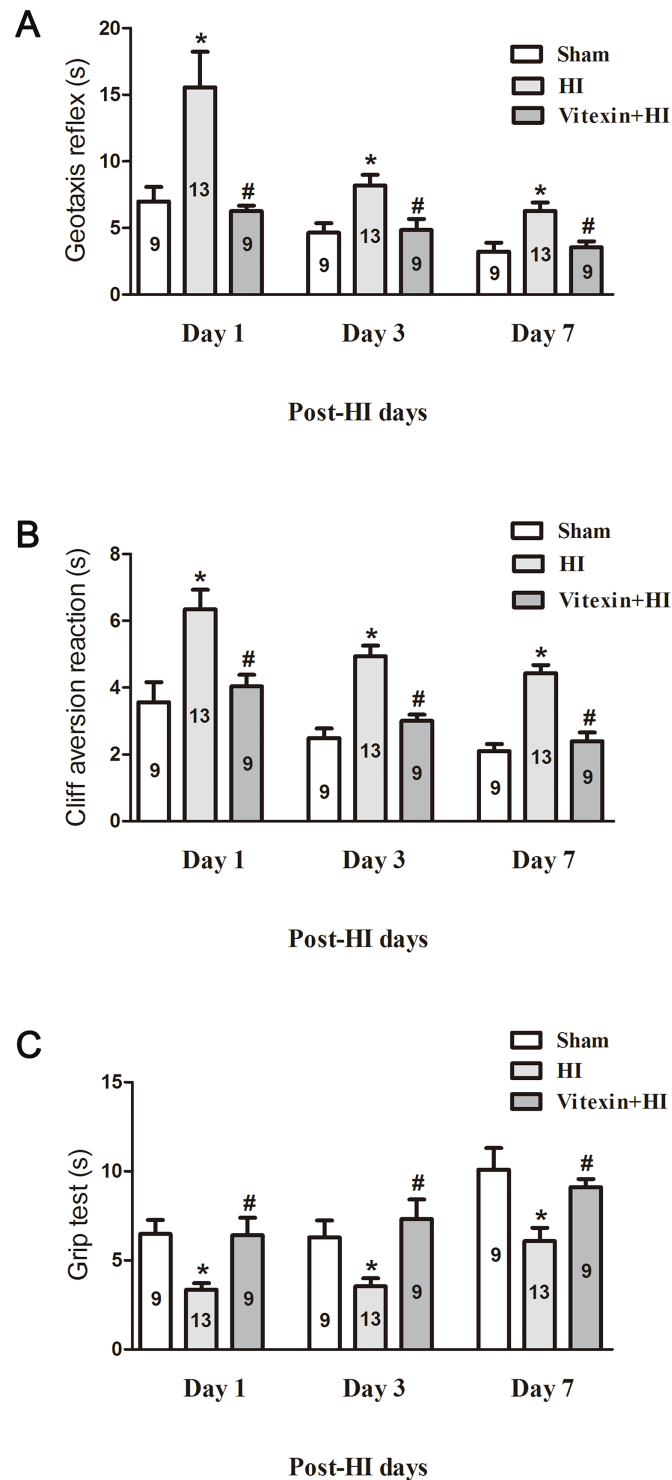 A
Geotaxis reflex (s)
20
15
10
5
0
Sham
HI
Vitexin+HI
* # * # * #
9 13 9 9 13 9 9 13 9
Day 1 Day 3 Day 7
Post-HI days
B
Cliff aversion reaction (s)
8
6
4
2
0
Sham
HI
Vitexin+HI
* # * # * #
9 13 9 9 13 9 9 13 9
Day 1 Day 3 Day 7
Post-HI days
C
Grip test (s)
15
10
5
0
Sham
HI
Vitexin+HI
* # * # * #
9 13 9 9 13 9 9 13 9
Day 1 Day 3 Day 7
Post-HI days